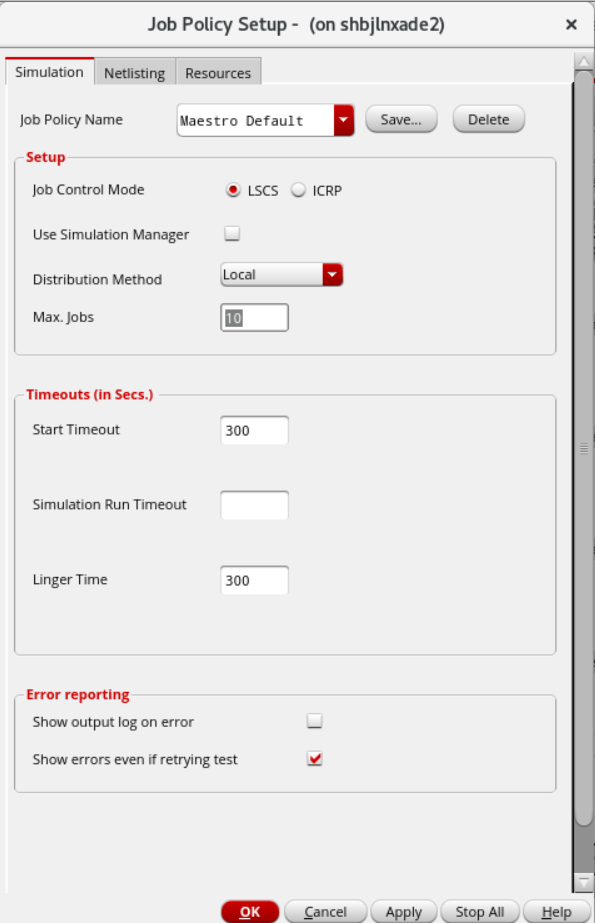 Job Policy Setup - (on shbjlnxade2)
Simulation Netlisting Resources
Job Policy Name Maestro Default Save... Delete
Setup
Job Control Mode LSCS ICRP
Use Simulation Manager
Distribution Method Local
Max. Jobs 10
Timeouts (in Secs.)
Start Timeout 300
Simulation Run Timeout
Linger Time 300
Error reporting
Show output log on error
Show errors even if retrying test
OK Cancel Apply Stop All Help